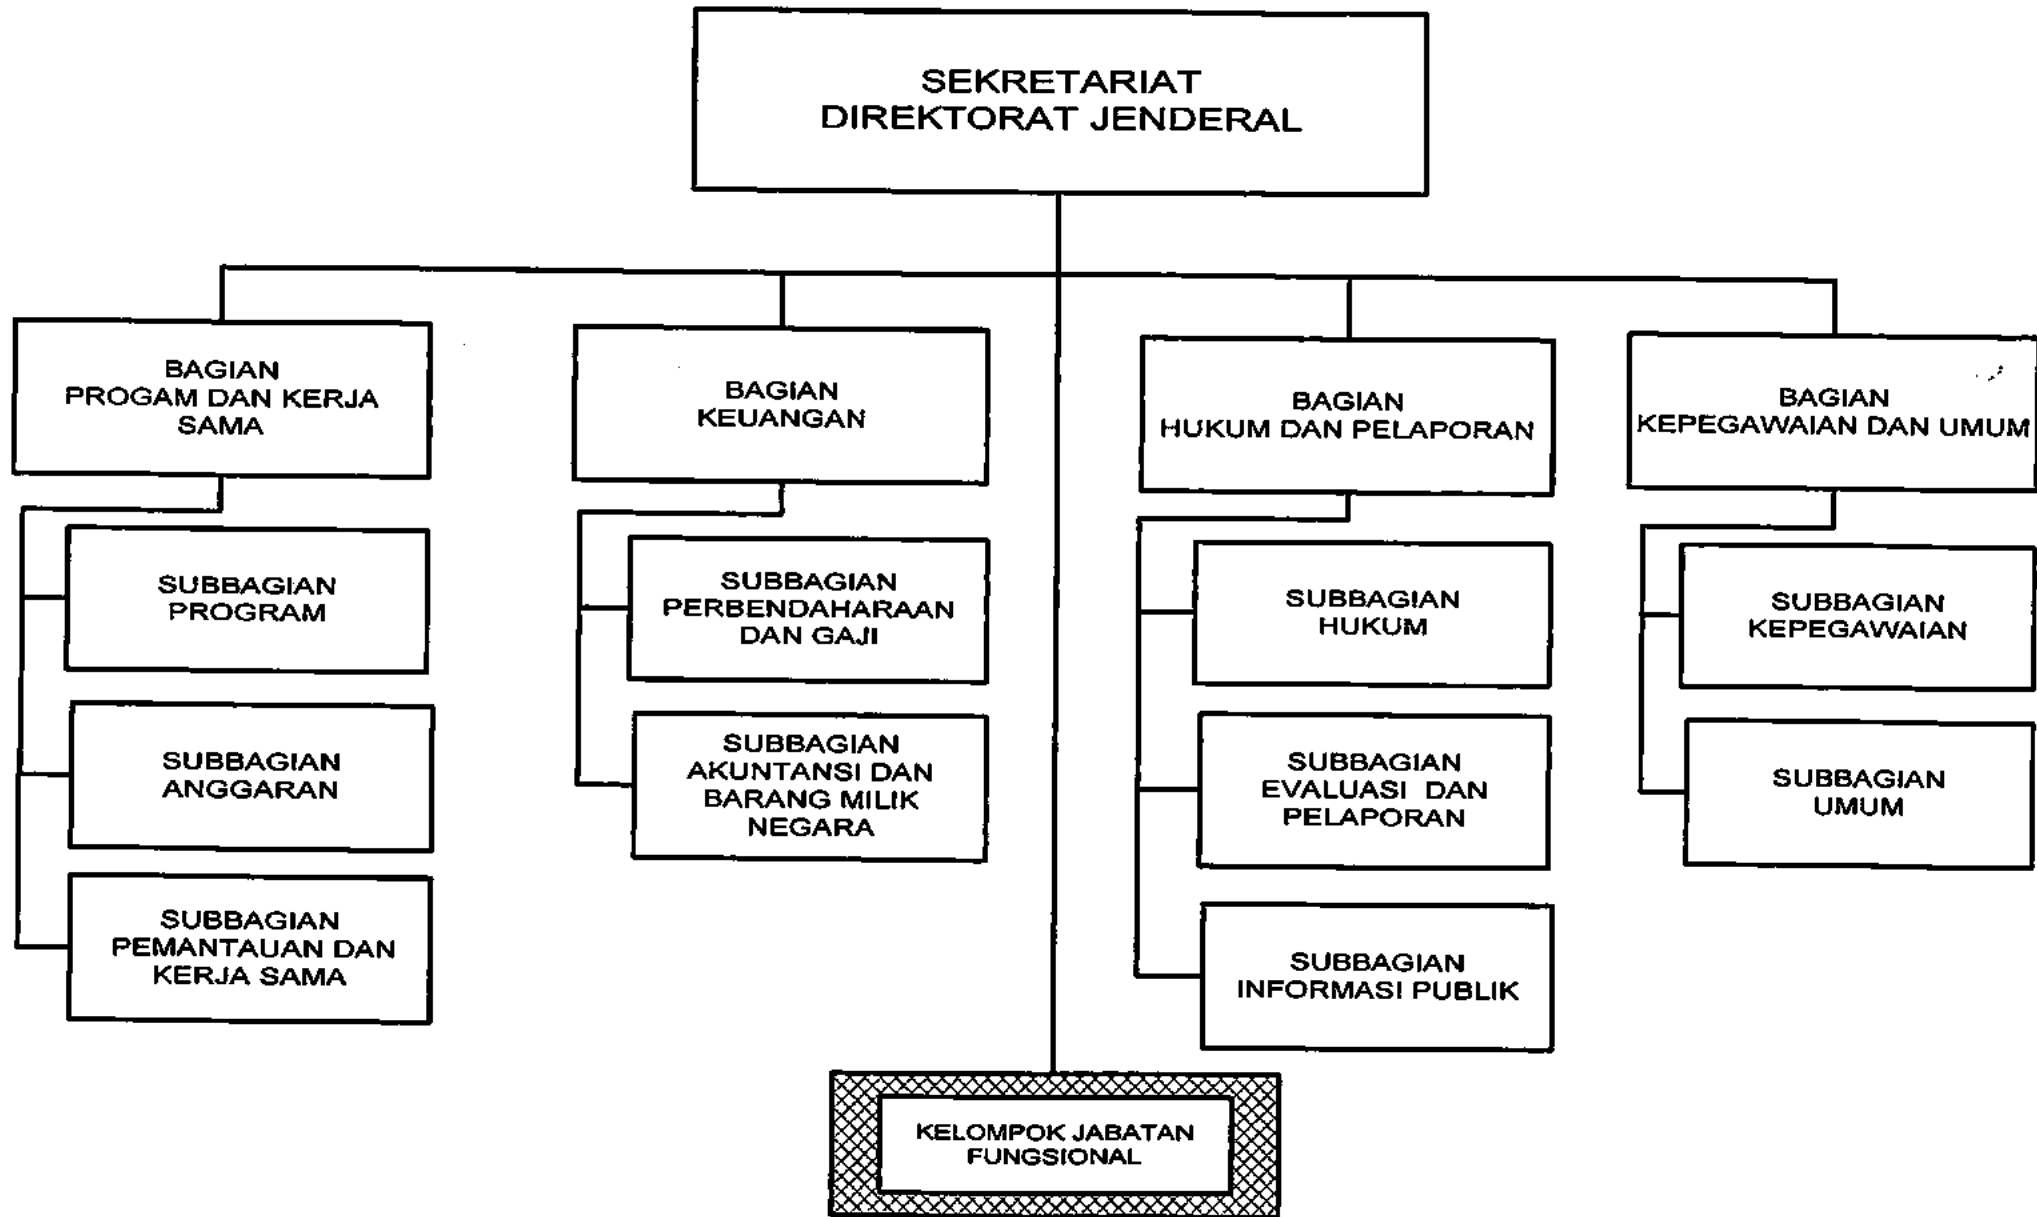 SEKRETARIAT
DIREKTORAT JENDERAL
BAGIAN
PROGAM DAN KERJA
SAMA
BAGIAN
KEUANGAN
BAGIAN
HUKUM DAN PELAPORAN
BAGIAN
KEPEGAWAIAN DAN UMUM
SUBBAGIAN
PROGRAM
SUBBAGIAN
PERBENDAHARAAN
DAN GAJI
SUBBAGIAN
HUKUM
SUBBAGIAN
KEPEGAWAIAN
SUBBAGIAN
ANGGARAN
SUBBAGIAN
AKUNTANSI DAN
BARANG MILIK
NEGARA
SUBBAGIAN
EVALUASI DAN
PELAPORAN
SUBBAGIAN
UMUM
SUBBAGIAN
PEMANTAUAN DAN
KERJA SAMA
SUBBAGIAN
INFORMASI PUBLIK
KELOMPOK JABATAN
FUNGSIONAL